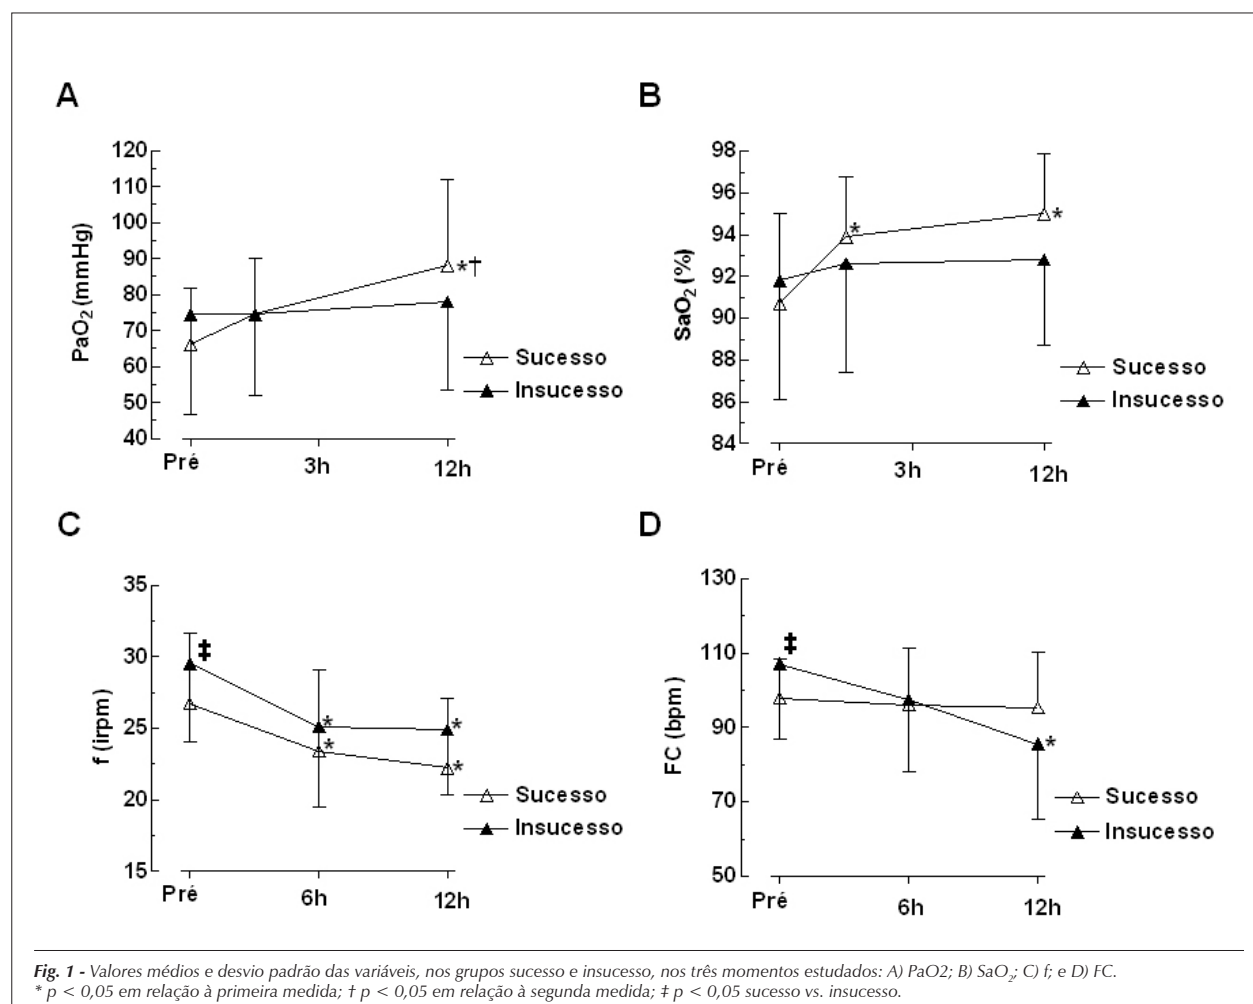 A
120
110
100
90
80
70
60
50
40
PaO2 (mmHg)
*†
Sucesso
Insucesso
Pré
3h
12h
B
98
96
94
92
90
88
86
84
SaO2 (%)
*
*
Sucesso
Insucesso
Pré
3h
12h
C
35
30
25
20
15
f (irpm)
‡
*
*
*
*
Sucesso
Insucesso
Pré
6h
12h
D
130
110
90
70
50
FC (bpm)
‡
*
Sucesso
Insucesso
Pré
6h
12h
Fig. 1 - Valores médios e desvio padrão das variáveis, nos grupos sucesso e insucesso, nos três momentos estudados: A) PaO2; B) SaO2; C) f; e D) FC.
* p < 0,05 em relação à primeira medida; † p < 0,05 em relação à segunda medida; ‡ p < 0,05 sucesso vs. insucesso.